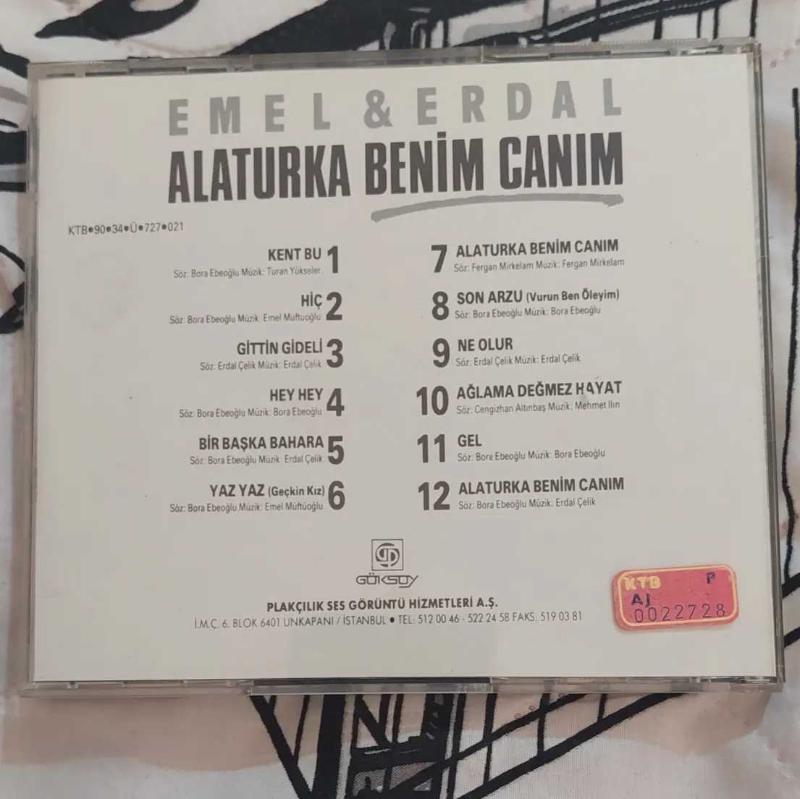 EMEL & ERDAL
ALATURKA BENİM CANIM
KTB●90●34●Ü●727●021
KENT BU 1
Söz: Bora Ebeoğlu Müzik: Turan Yükseler
HİÇ 2
Söz: Bora Ebeoğlu Müzik: Emel Müftüoğlu
GİTTİN GİDELİ 3
Söz: Erdal Çelik Müzik: Erdal Çelik
HEY HEY 4
Söz: Bora Ebeoğlu Müzik: Bora Ebeoğlu
BİR BAŞKA BAHARA 5
Söz: Bora Ebeoğlu Müzik: Erdal Çelik
YAZ YAZ (Geçkin Kız) 6
Söz: Bora Ebeoğlu Müzik: Emel Müftüoğlu
7 ALATURKA BENİM CANIM
Söz: Fergan Mirkelam Müzik: Fergan Mirkelam
8 SON ARZU (Vurun Ben Öleyim)
Söz: Bora Ebeoğlu Müzik: Bora Ebeoğlu
9 NE OLUR
Söz: Erdal Çelik Müzik: Erdal Çelik
10 AĞLAMA DEĞMEZ HAYAT
Söz: Cengizhan Altınbaş Müzik: Mehmet Ilın
11 GEL
Söz: Bora Ebeoğlu Müzik: Bora Ebeoğlu
12 ALATURKA BENİM CANIM
Söz: Bora Ebeoğlu Müzik: Erdal Çelik
GÖKSOY
PLAKÇILIK SES GÖRÜNTÜ HİZMETLERİ A.Ş.
İ.M.Ç. 6. BLOK 6401 UNKAPANI / İSTANBUL ● TEL: 512 00 46 - 522 24 58 FAKS: 519 03 81
KTB P
AJ
0022728